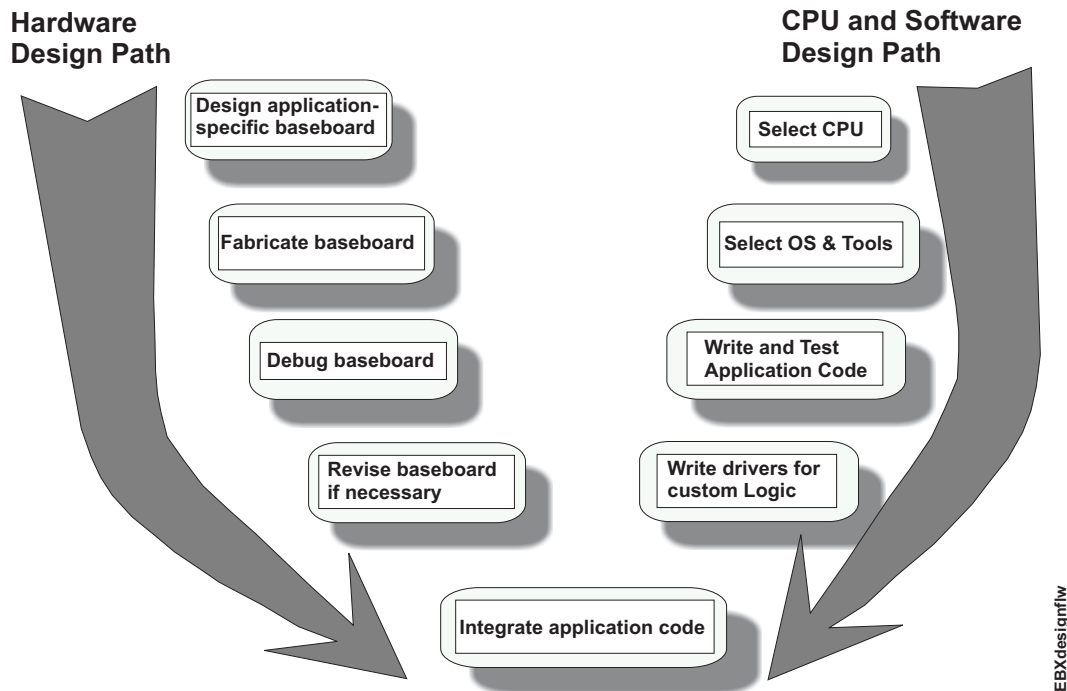 Hardware
Design Path
CPU and Software
Design Path
Design application-
specific baseboard
Select CPU
Fabricate baseboard
Select OS & Tools
Debug baseboard
Write and Test
Application Code
Revise baseboard
if necessary
Write drivers for
custom Logic
Integrate application code
EBXdesignflw